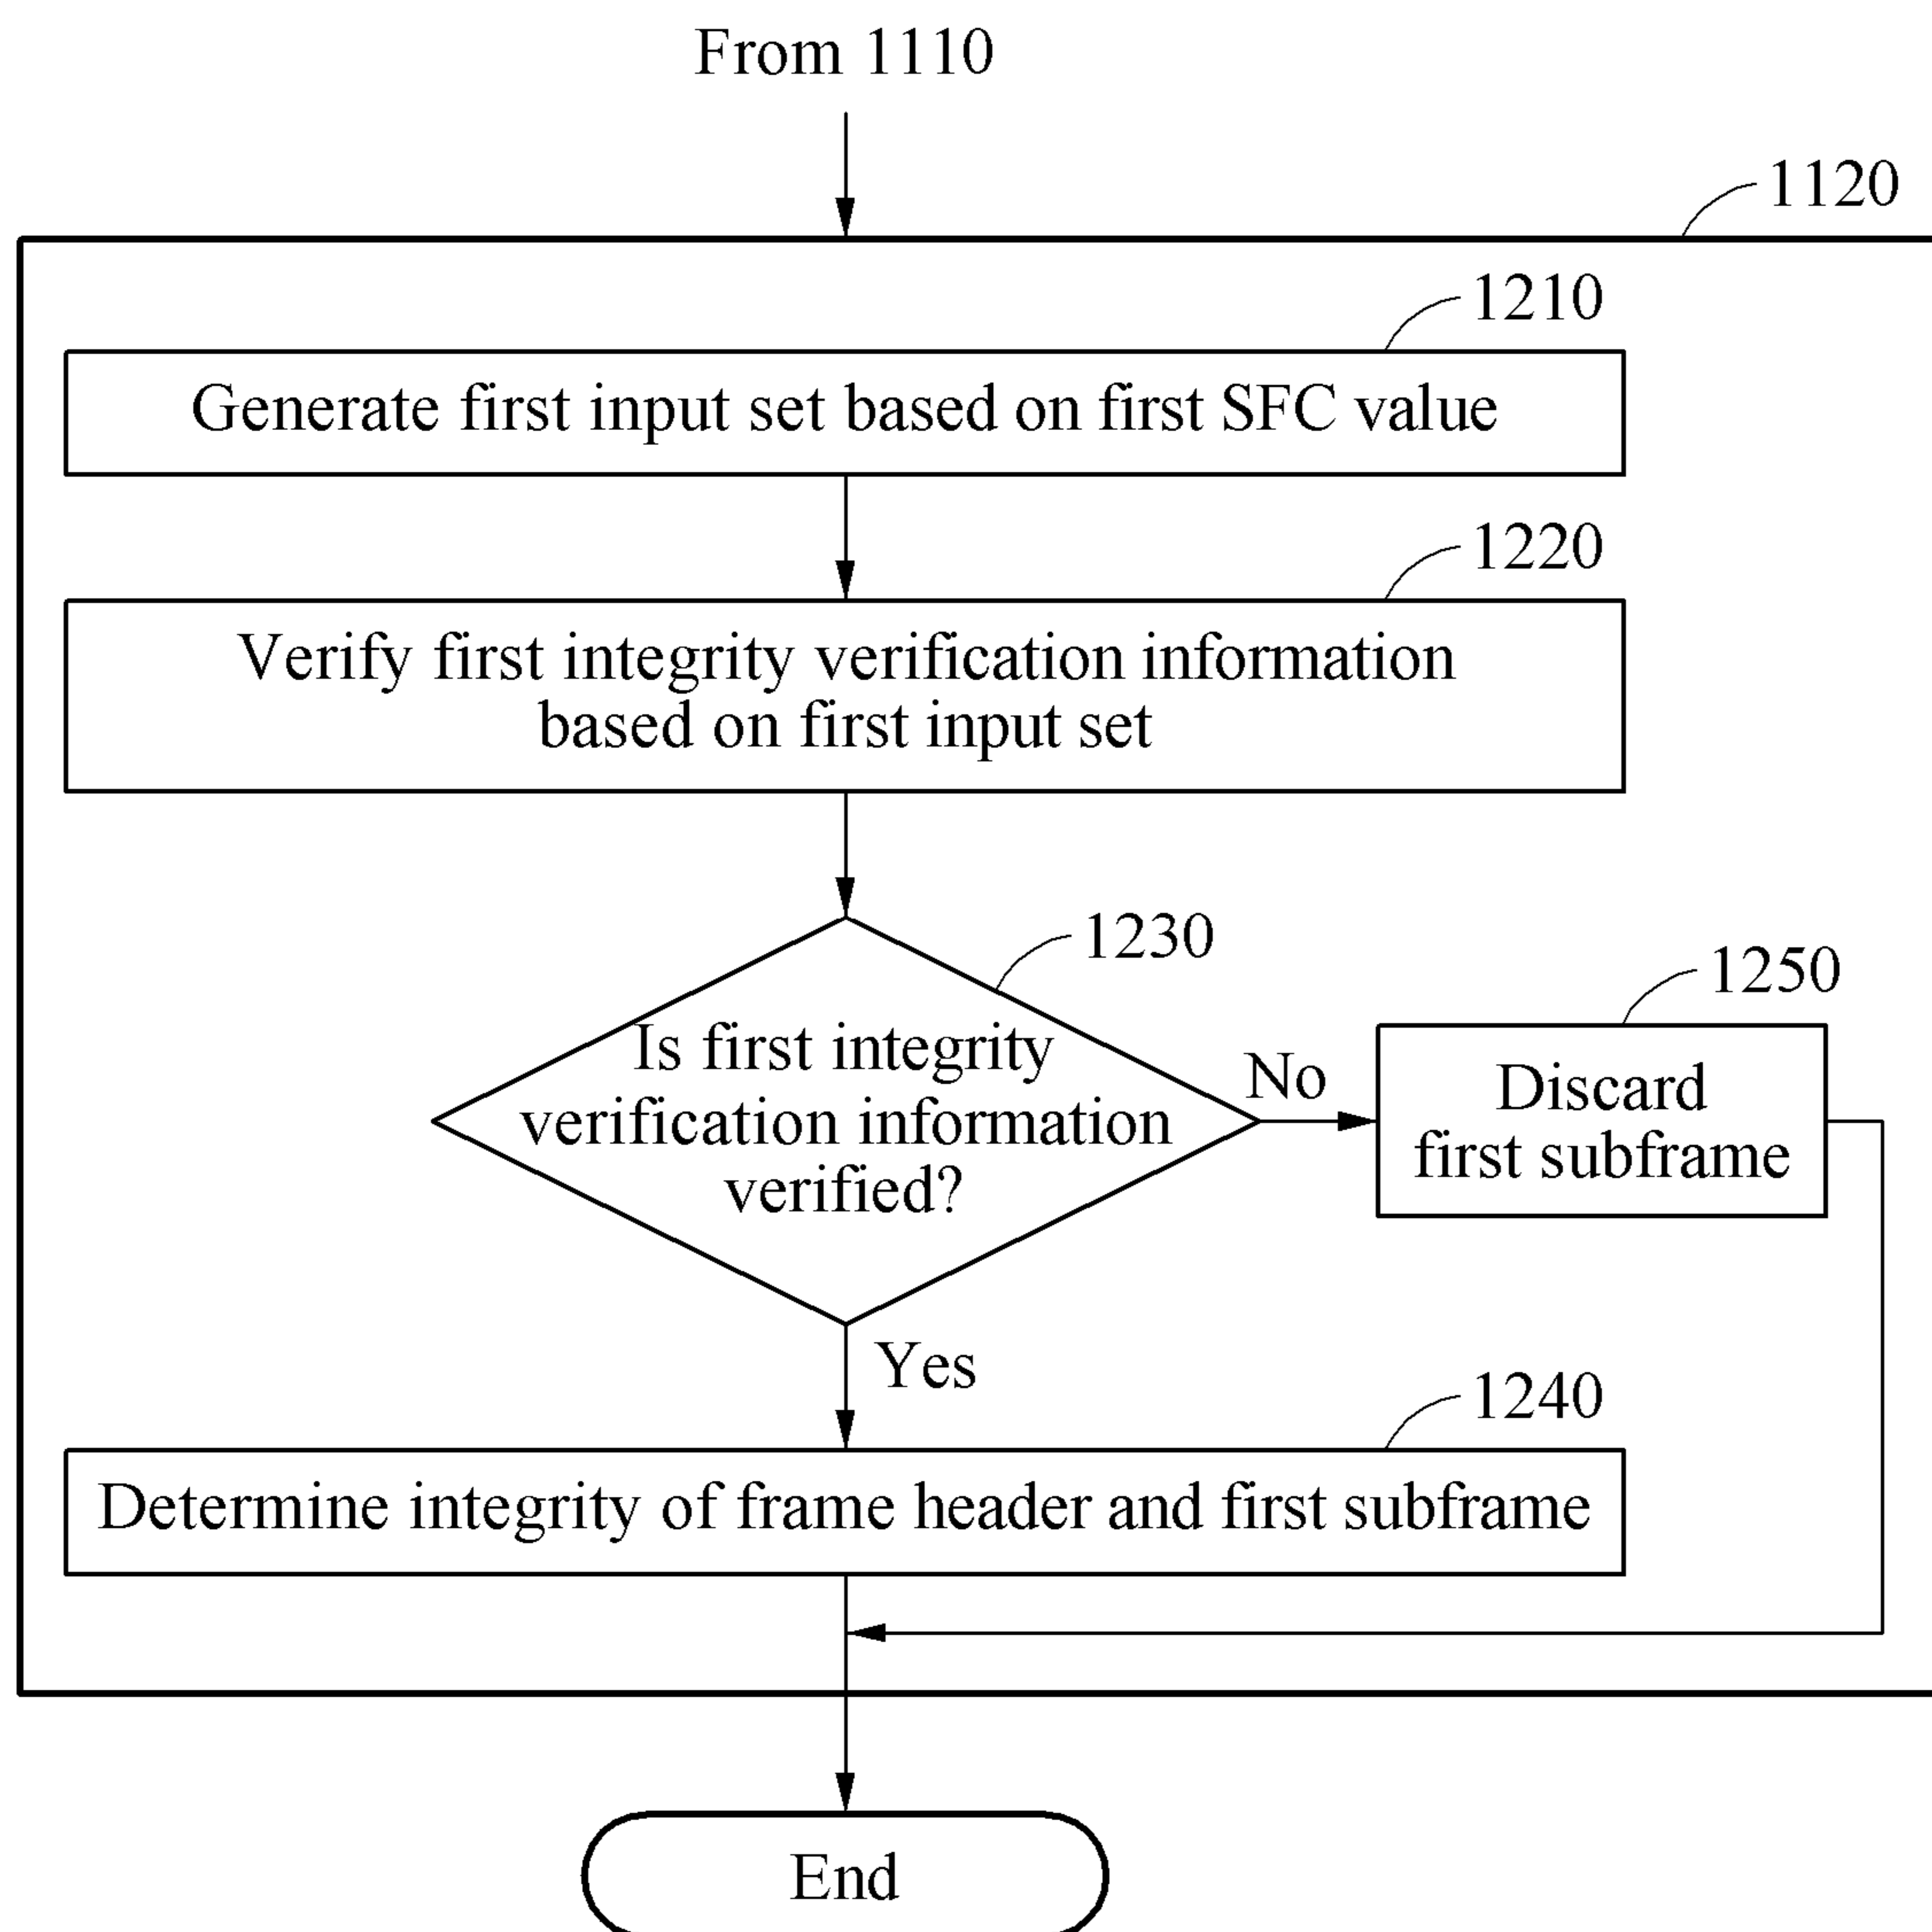 From 1110
1120
1210
Generate first input set based on first SFC value
1220
Verify first integrity verification information
based on first input set
1230
Is first integrity
verification information
verified?
No
1250
Discard
first subframe
Yes
1240
Determine integrity of frame header and first subframe
End